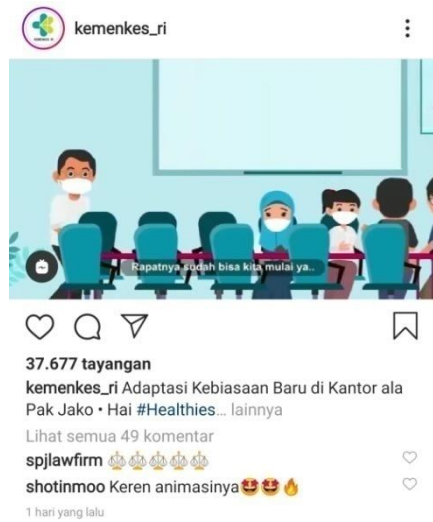 kemenkes_ri
Rapatnya sudah bisa kita mulai ya..
37.677 tayangan
kemenkes_ri Adaptasi Kebiasaan Baru di Kantor ala
Pak Jako • Hai #Healthies... lainnya
Lihat semua 49 komentar
spjlawfirm ⚖️⚖️⚖️⚖️⚖️
shotinmoo Keren animasinya🤩🤩🔥
1 hari yang lalu